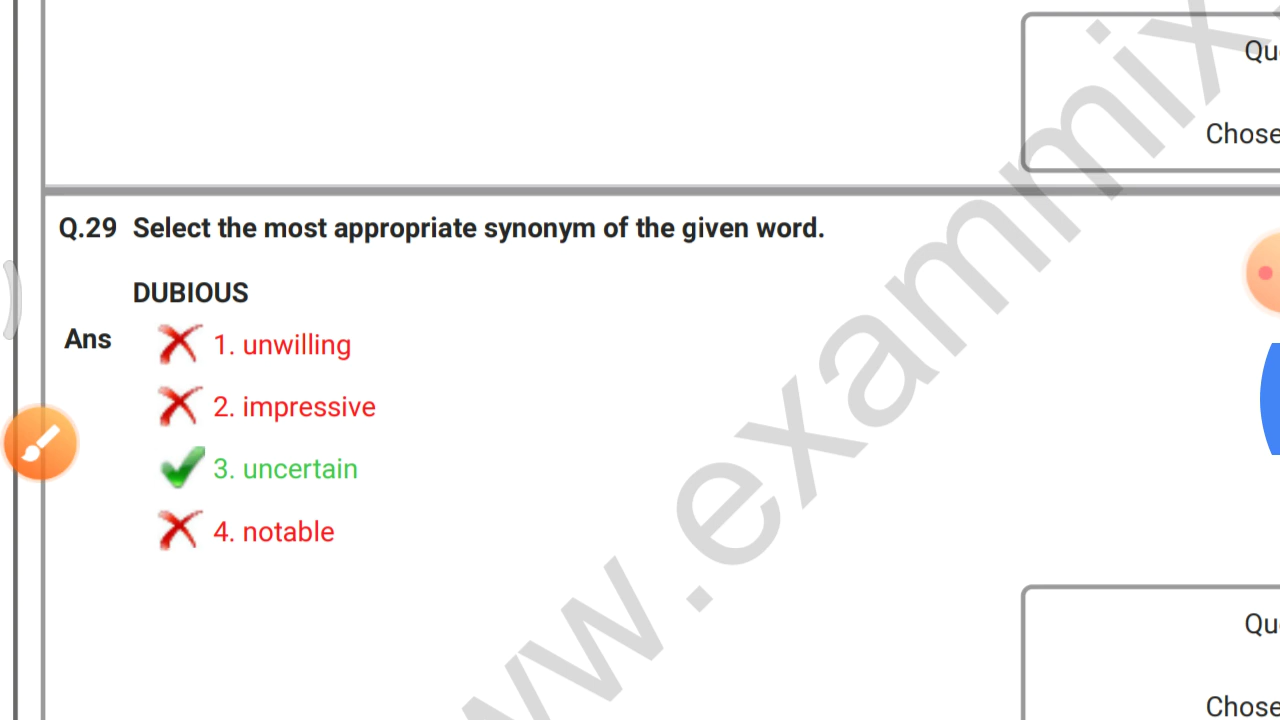 Qu
Chose
Q.29 Select the most appropriate synonym of the given word.
DUBIOUS
Ans
1. unwilling
2. impressive
3. uncertain
4. notable
w.exammix.
Qu
Chose